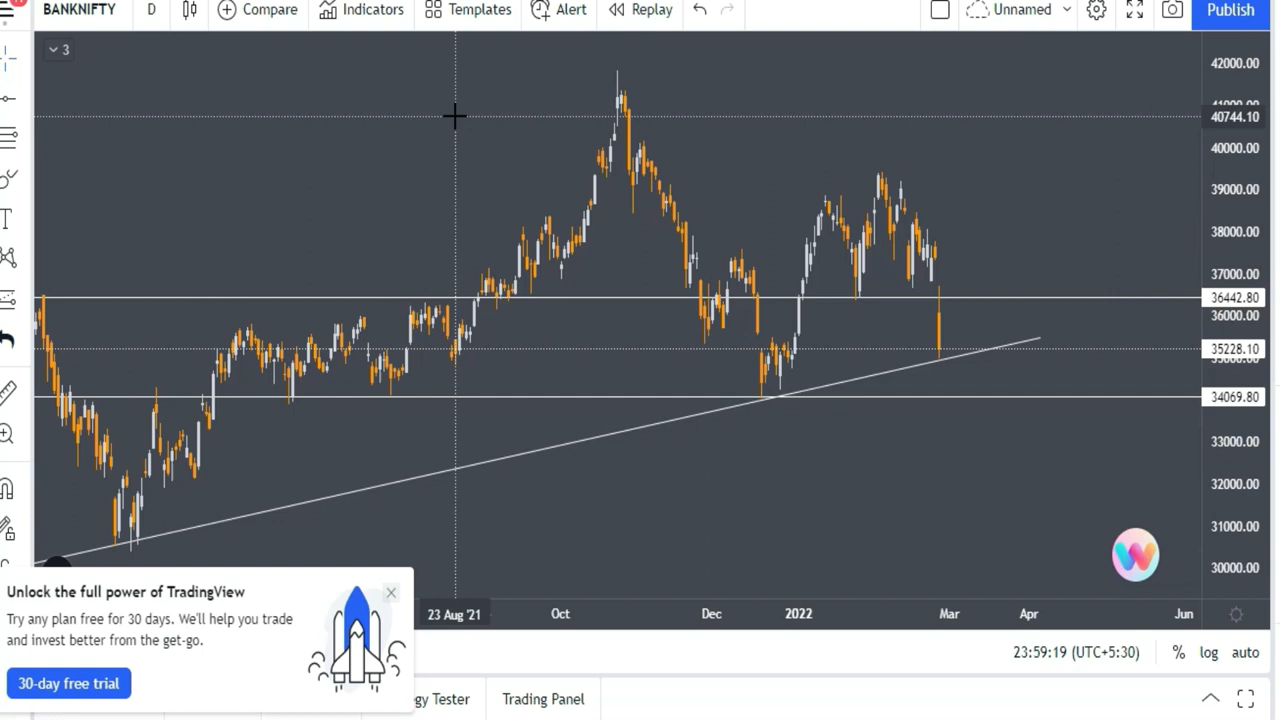 BANKNIFTY D Compare Indicators Templates Alert Replay Unnamed Publish
3
42000.00
40744.10
40000.00
39000.00
38000.00
37000.00
36442.80
36000.00
35228.10
34069.80
33000.00
32000.00
31000.00
30000.00
23 Aug '21 Oct Dec 2022 Mar Apr Jun
Unlock the full power of TradingView
Try any plan free for 30 days. We'll help you trade
and invest better from the get-go.
30-day free trial
23:59:19 (UTC+5:30) % log auto
gy Tester Trading Panel